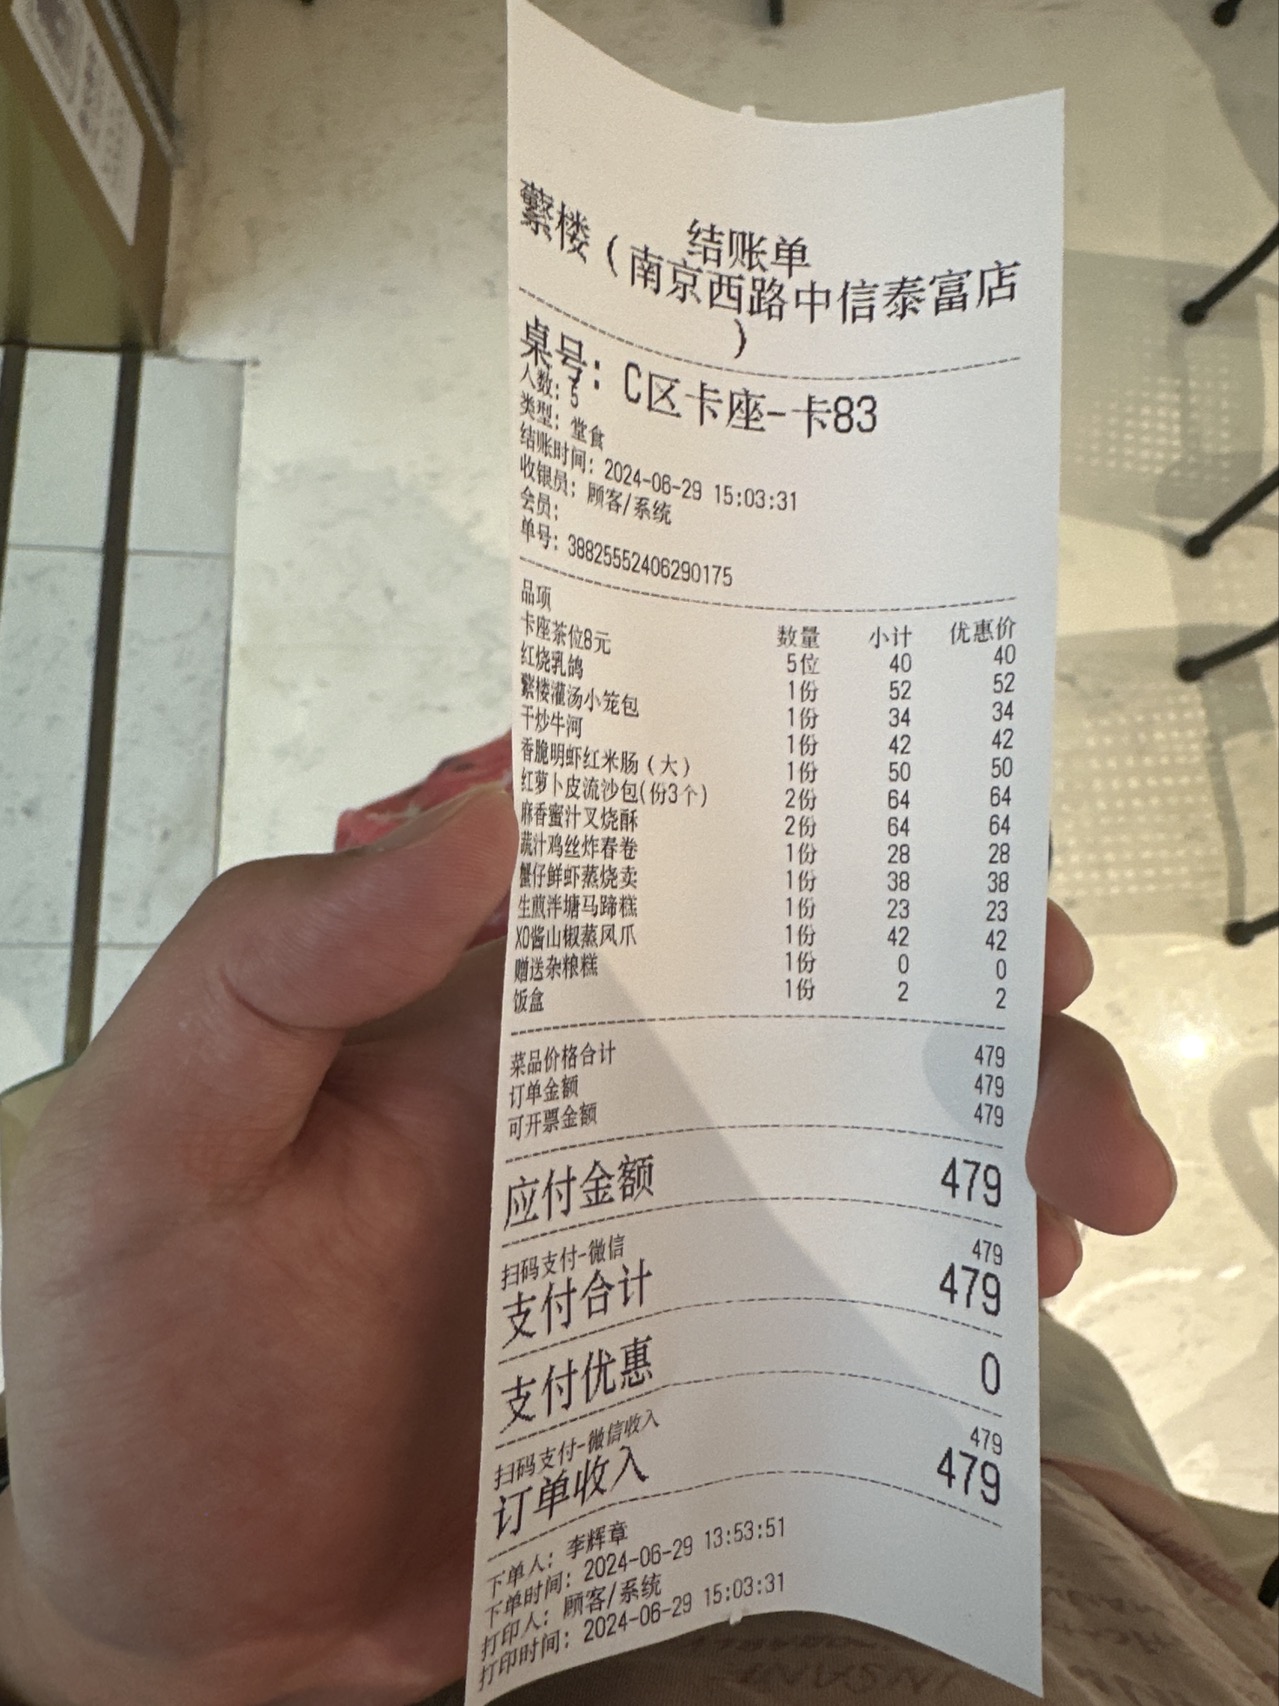 结账单
蘩楼（南京西路中信泰富店
）
桌号：C区卡座-卡83
人数：5
类型：堂食
结账时间：2024-06-29 15:03:31
收银员：顾客/系统
会员：
单号：38825552406290175
品项 数量 小计 优惠价
卡座茶位8元 5位 40 40
红烧乳鸽 1份 52 52
蘩楼灌汤小笼包 1份 34 34
干炒牛河 1份 42 42
香脆明虾红米肠（大） 1份 50 50
红萝卜皮流沙包(份3个) 2份 64 64
麻香蜜汁叉烧酥 2份 64 64
蔬汁鸡丝炸春卷 1份 28 28
蟹仔鲜虾蒸烧卖 1份 38 38
生煎泮塘马蹄糕 1份 23 23
XO酱山椒蒸凤爪 1份 42 42
赠送杂粮糕 1份 0 0
饭盒 1份 2 2
菜品价格合计 479
订单金额 479
可开票金额 479
应付金额 479
扫码支付-微信 479
支付合计 479
支付优惠 0
扫码支付-微信收入 479
订单收入 479
下单人：李辉章
下单时间：2024-06-29 13:53:51
打印人：顾客/系统
打印时间：2024-06-29 15:03:31